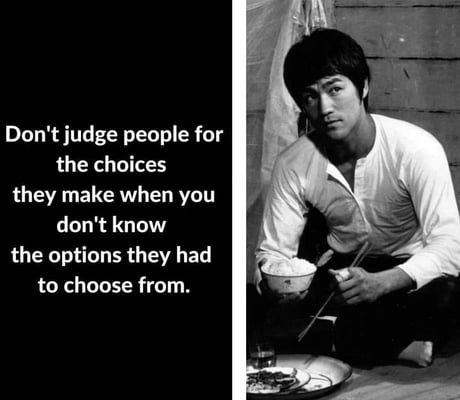 Don't judge people for
the choices
they make when you
don't know
the options they had
to choose from.